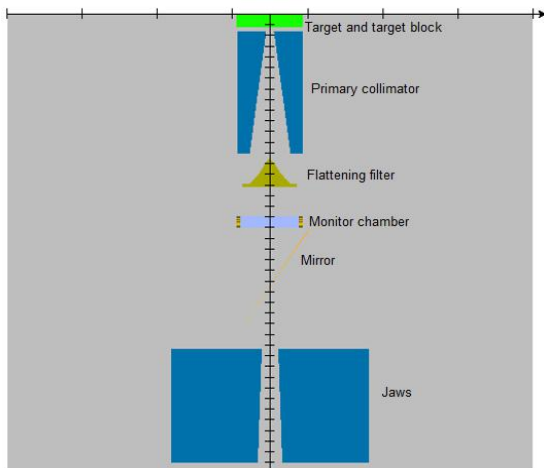 Target and target block
Primary collimator
Flattening filter
Monitor chamber
Mirror
Jaws